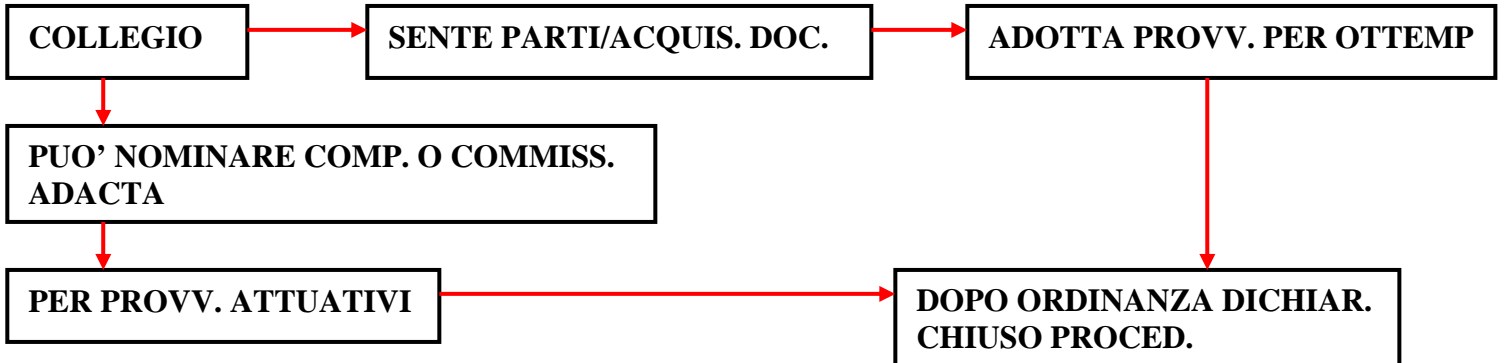 COLLEGIO
SENTE PARTI/ACQUIS. DOC.
ADOTTA PROVV. PER OTTEMP
PUO’ NOMINARE COMP. O COMMISS.
ADACTA
PER PROVV. ATTUATIVI
DOPO ORDINANZA DICHIAR.
CHIUSO PROCED.